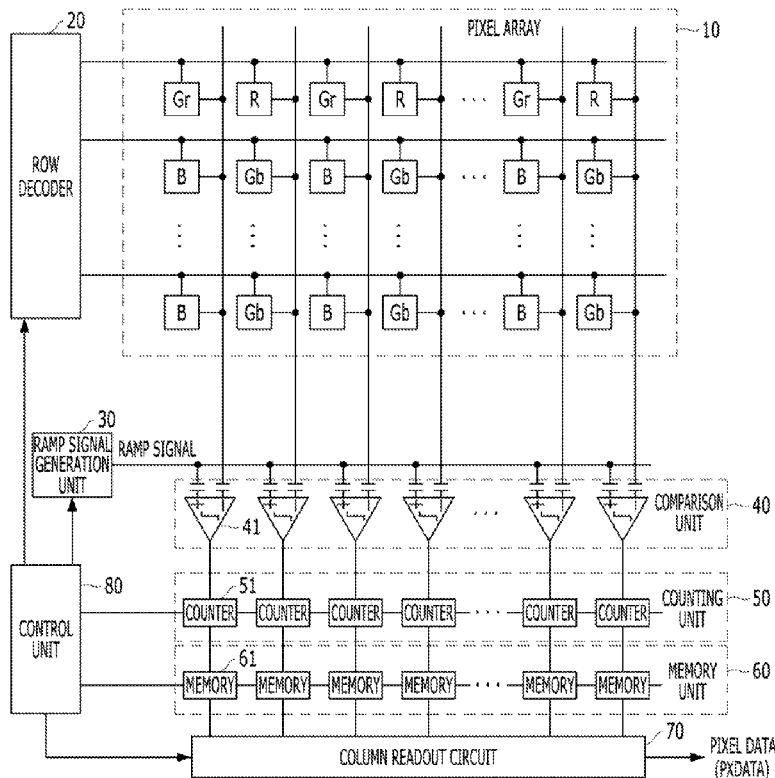 20
PIXEL ARRAY
10
Gr R Gr R ... Gr R
ROW
DECODER
B Gb B Gb ... B Gb
B Gb B Gb ... B Gb
30
RAMP SIGNAL
GENERATION
UNIT
RAMP SIGNAL
41
...
COMPARISON
UNIT
40
80
CONTROL
UNIT
51
COUNTER COUNTER COUNTER COUNTER ... COUNTER COUNTER
COUNTING
UNIT
50
61
MEMORY MEMORY MEMORY MEMORY ... MEMORY MEMORY
MEMORY
UNIT
60
70
COLUMN READOUT CIRCUIT
PIXEL DATA
(PXDATA)